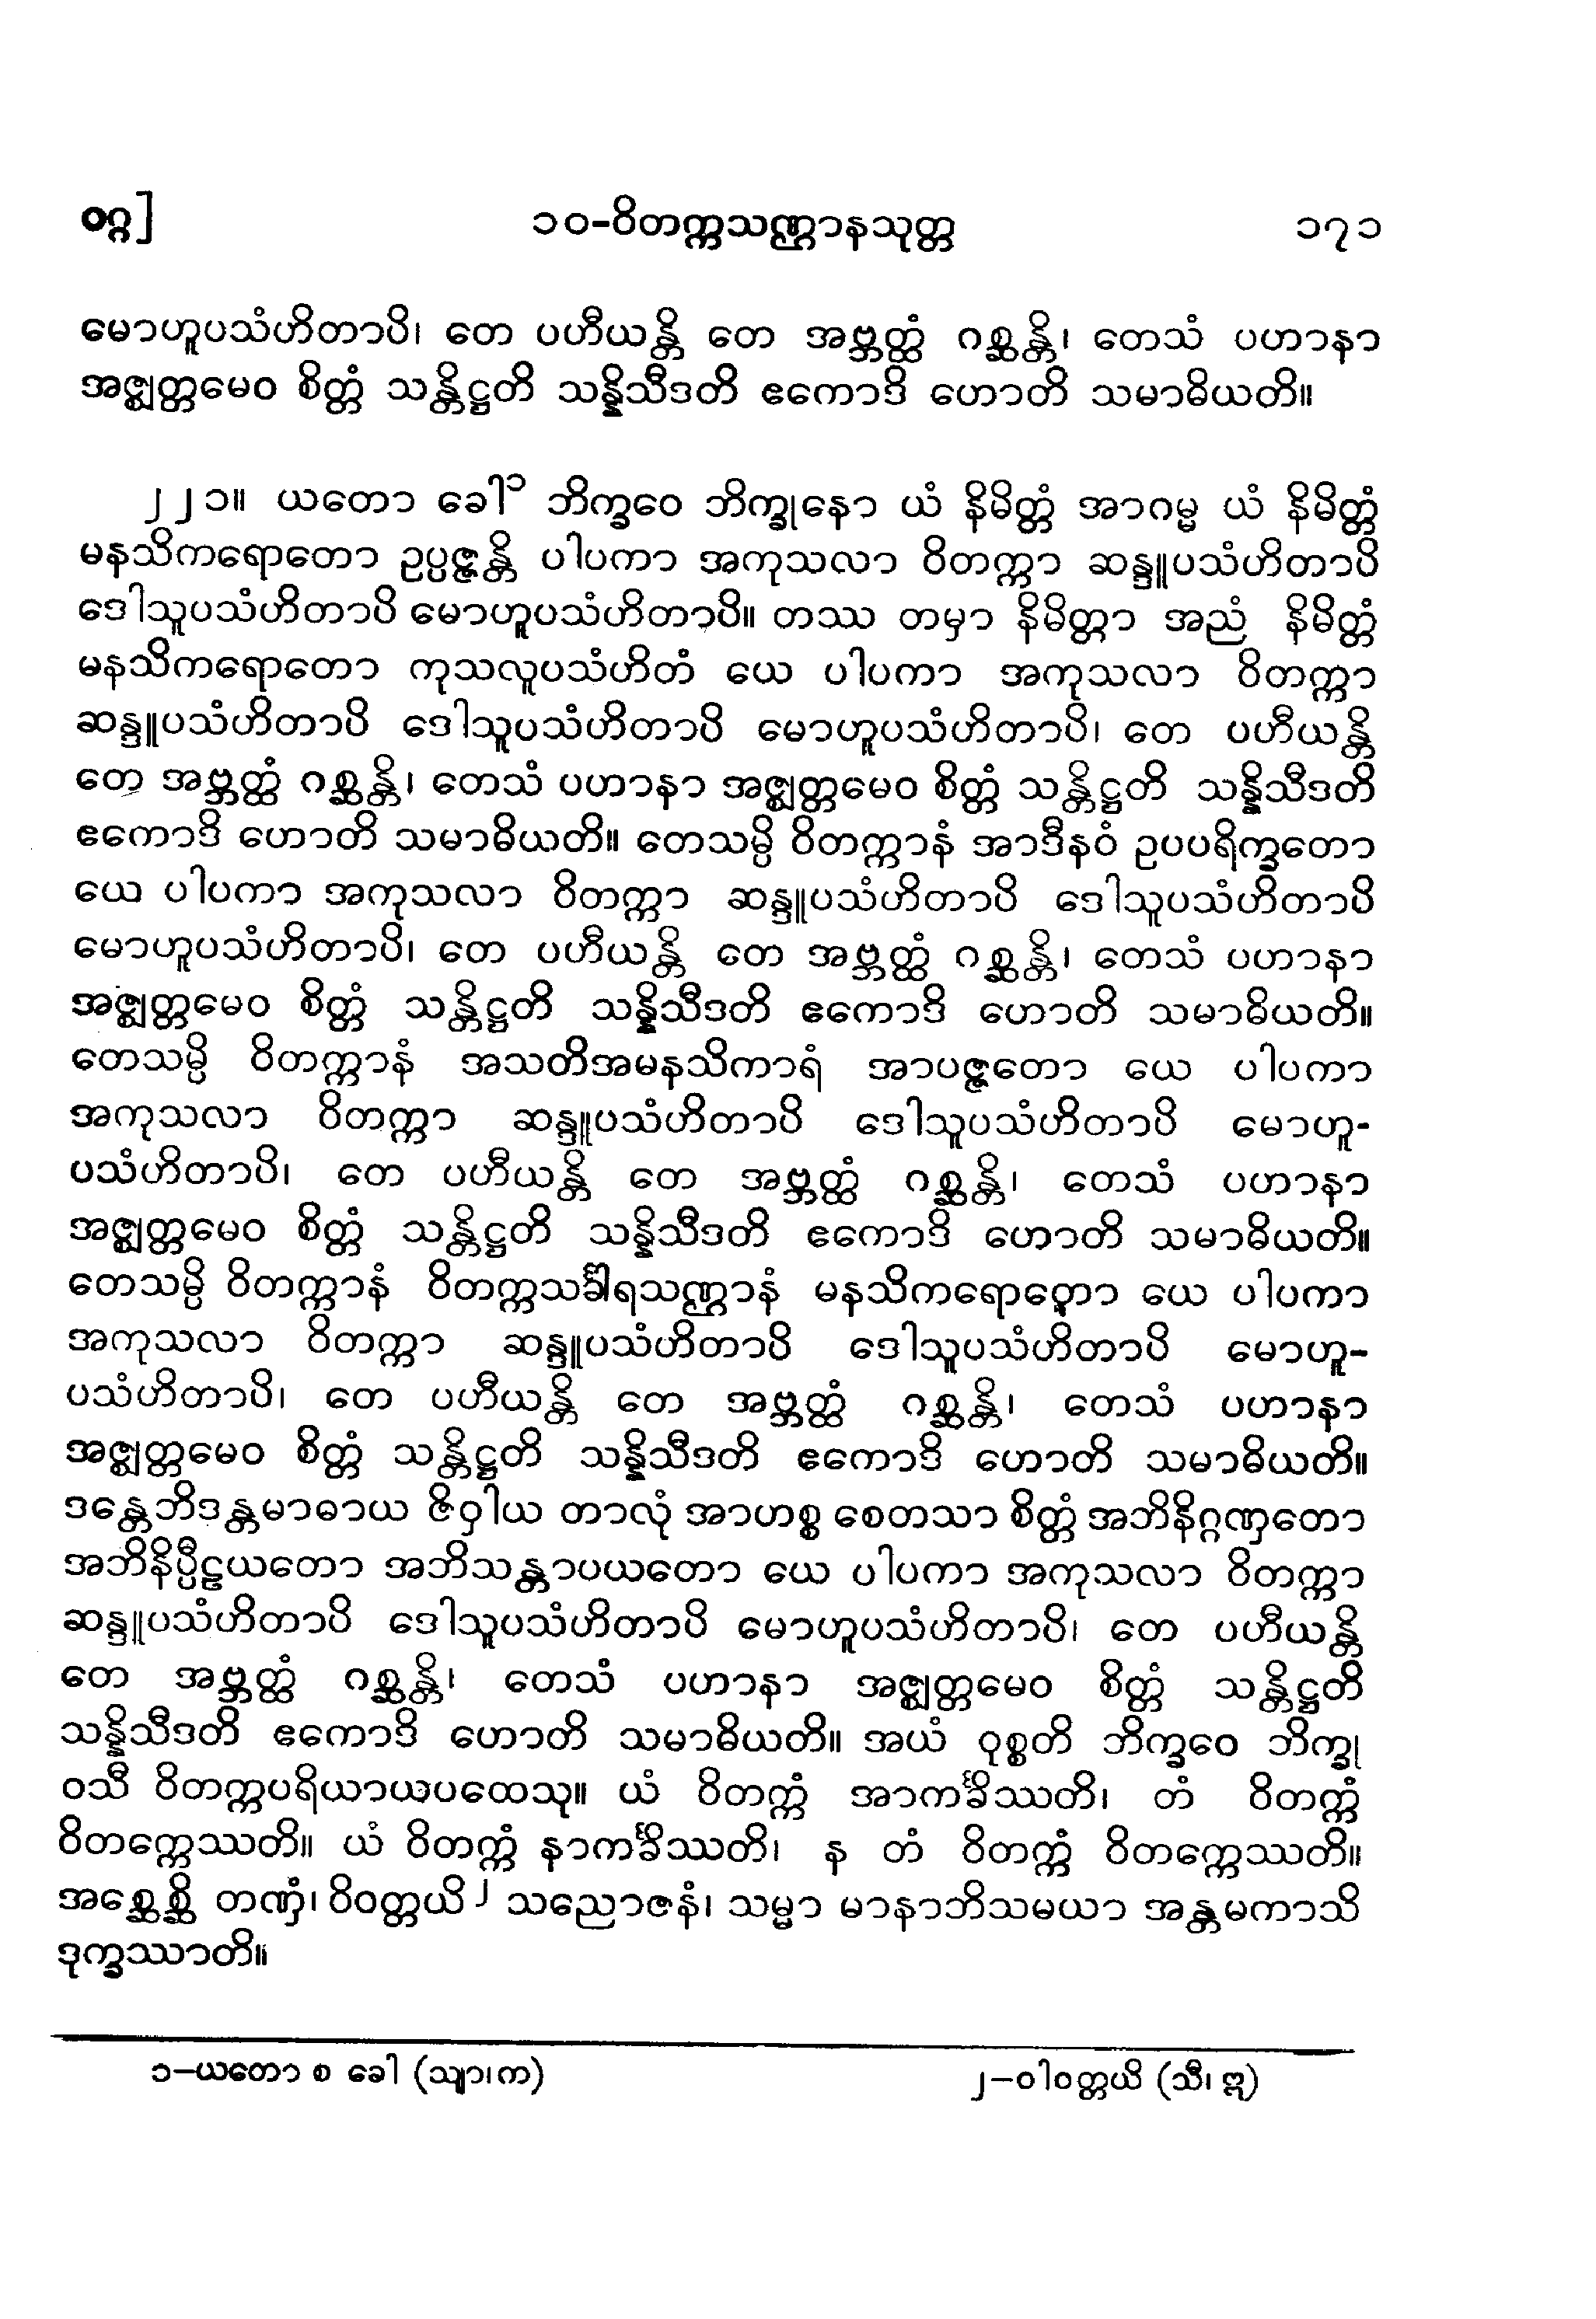 ဝဂ္ဂ] ၁၀-ဝိတက္ကသဏ္ဌာနသုတ္တ ၁၇၁
မောဟူပသံဟိတာပိ၊ တေ ပဟီယန္တိ တေ အဗ္ဘတ္ထံ ဂစ္ဆန္တိ၊ တေသံ ပဟာနာ
အဇ္ဈတ္တမေဝ စိတ္တံ သန္တိဋ္ဌတိ သန္နိသီဒတိ ဧကောဒိ ဟောတိ သမာဓိယတိ။
၂၂၁။ ယတော ခေါ၁ ဘိက္ခဝေ ဘိက္ခုနော ယံ နိမိတ္တံ အာဂမ္မ ယံ နိမိတ္တံ
မနသိကရောတော ဥပ္ပဇ္ဇန္တိ ပါပကာ အကုသလာ ဝိတက္ကာ ဆန္ဒူပသံဟိတာပိ
ဒေါသူပသံဟိတာပိ မောဟူပသံဟိတာပိ။ တဿ တမှာ နိမိတ္တာ အညံ နိမိတ္တံ
မနသိကရောတော ကုသလူပသံဟိတံ ယေ ပါပကာ အကုသလာ ဝိတက္ကာ
ဆန္ဒူပသံဟိတာပိ ဒေါသူပသံဟိတာပိ မောဟူပသံဟိတာပိ၊ တေ ပဟီယန္တိ
တေ အဗ္ဘတ္ထံ ဂစ္ဆန္တိ၊ တေသံ ပဟာနာ အဇ္ဈတ္တမေဝ စိတ္တံ သန္တိဋ္ဌတိ သန္နိသီဒတိ
ဧကောဒိ ဟောတိ သမာဓိယတိ။ တေသမ္ပိ ဝိတက္ကာနံ အာဒီနဝံ ဥပပရိက္ခတော
ယေ ပါပကာ အကုသလာ ဝိတက္ကာ ဆန္ဒူပသံဟိတာပိ ဒေါသူပသံဟိတာပိ
မောဟူပသံဟိတာပိ၊ တေ ပဟီယန္တိ တေ အဗ္ဘတ္ထံ ဂစ္ဆန္တိ၊ တေသံ ပဟာနာ
အဇ္ဈတ္တမေဝ စိတ္တံ သန္တိဋ္ဌတိ သန္နိသီဒတိ ဧကောဒိ ဟောတိ သမာဓိယတိ။
တေသမ္ပိ ဝိတက္ကာနံ အသတိအမနသိကာရံ အာပဇ္ဇတော ယေ ပါပကာ
အကုသလာ ဝိတက္ကာ ဆန္ဒူပသံဟိတာပိ ဒေါသူပသံဟိတာပိ မောဟူ-
ပသံဟိတာပိ၊ တေ ပဟီယန္တိ တေ အဗ္ဘတ္ထံ ဂစ္ဆန္တိ၊ တေသံ ပဟာနာ
အဇ္ဈတ္တမေဝ စိတ္တံ သန္တိဋ္ဌတိ သန္နိသီဒတိ ဧကောဒိ ဟောတိ သမာဓိယတိ။
တေသမ္ပိ ဝိတက္ကာနံ ဝိတက္ကသင်္ခါရသဏ္ဌာနံ မနသိကရောတော ယေ ပါပကာ
အကုသလာ ဝိတက္ကာ ဆန္ဒူပသံဟိတာပိ ဒေါသူပသံဟိတာပိ မောဟူ-
ပသံဟိတာပိ၊ တေ ပဟီယန္တိ တေ အဗ္ဘတ္ထံ ဂစ္ဆန္တိ၊ တေသံ ပဟာနာ
အဇ္ဈတ္တမေဝ စိတ္တံ သန္တိဋ္ဌတိ သန္နိသီဒတိ ဧကောဒိ ဟောတိ သမာဓိယတိ။
ဒန္တေဘိဒန္တမာဓာယ ဇိဝှါယ တာလုံ အာဟစ္စ စေတသာ စိတ္တံ အဘိနိဂ္ဂဏှတော
အဘိနိပ္ပီဠယတော အဘိသန္တာပယတော ယေ ပါပကာ အကုသလာ ဝိတက္ကာ
ဆန္ဒူပသံဟိတာပိ ဒေါသူပသံဟိတာပိ မောဟူပသံဟိတာပိ၊ တေ ပဟီယန္တိ
တေ အဗ္ဘတ္ထံ ဂစ္ဆန္တိ၊ တေသံ ပဟာနာ အဇ္ဈတ္တမေဝ စိတ္တံ သန္တိဋ္ဌတိ
သန္နိသီဒတိ ဧကောဒိ ဟောတိ သမာဓိယတိ။ အယံ ဝုစ္စတိ ဘိက္ခဝေ ဘိက္ခု
ဝသီ ဝိတက္ကပရိယာယပထေသု။ ယံ ဝိတက္ကံ အာကင်္ခိဿတိ၊ တံ ဝိတက္ကံ
ဝိတက္ကေဿတိ။ ယံ ဝိတက္ကံ နာကင်္ခိဿတိ၊ န တံ ဝိတက္ကံ ဝိတက္ကေဿတိ။
အစ္ဆေစ္ဆိ တဏှံ၊ ဝိဝတ္တယိ၂ သညောဇနံ၊ သမ္မာ မာနာဘိသမယာ အန္တမကာသိ
ဒုက္ခဿာတိ။
၁-ယတော စ ခေါ (သျာ၊က) ၂-ဝါဝတ္တယိ (သီ၊ ဣ)